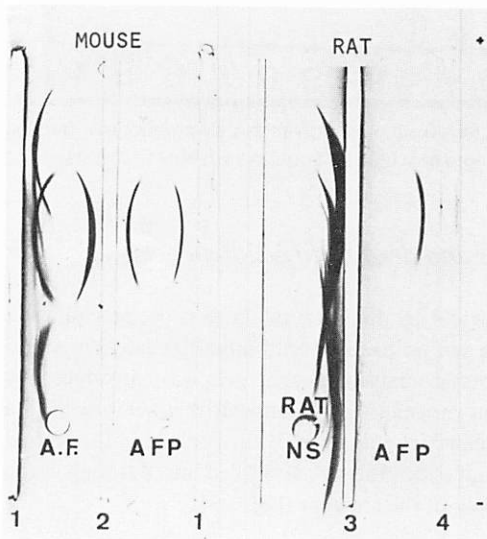 MOUSE RAT +
RAT
A.F. AFP NS AFP
1 2 1 3 4 -